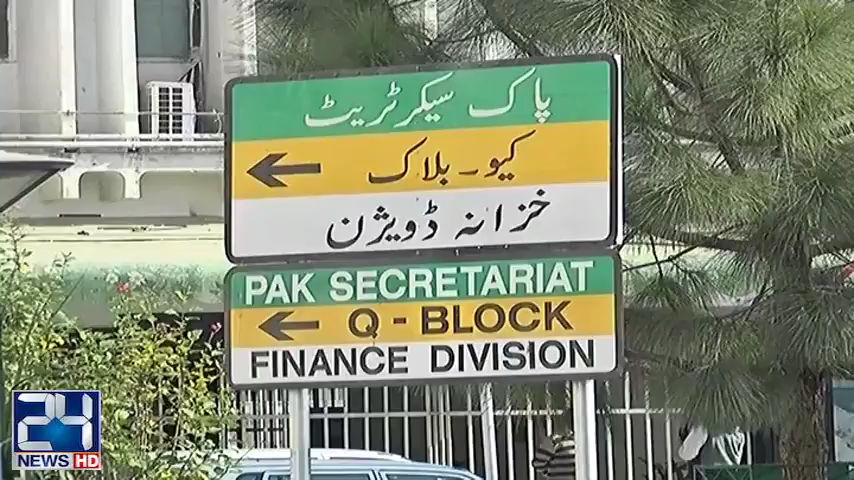 پاک سیکرٹریٹ
کیو - بلاک
خزانہ ڈویژن
PAK SECRETARIAT
Q - BLOCK
FINANCE DIVISION
24
NEWS HD